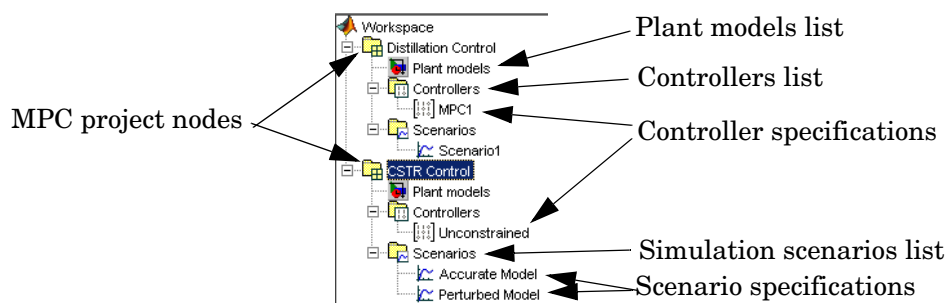 Workspace
Distillation Control
Plant models
Controllers
MPC1
Scenarios
Scenario1
CSTR Control
Plant models
Controllers
Unconstrained
Scenarios
Accurate Model
Perturbed Model
MPC project nodes
Plant models list
Controllers list
Controller specifications
Simulation scenarios list
Scenario specifications